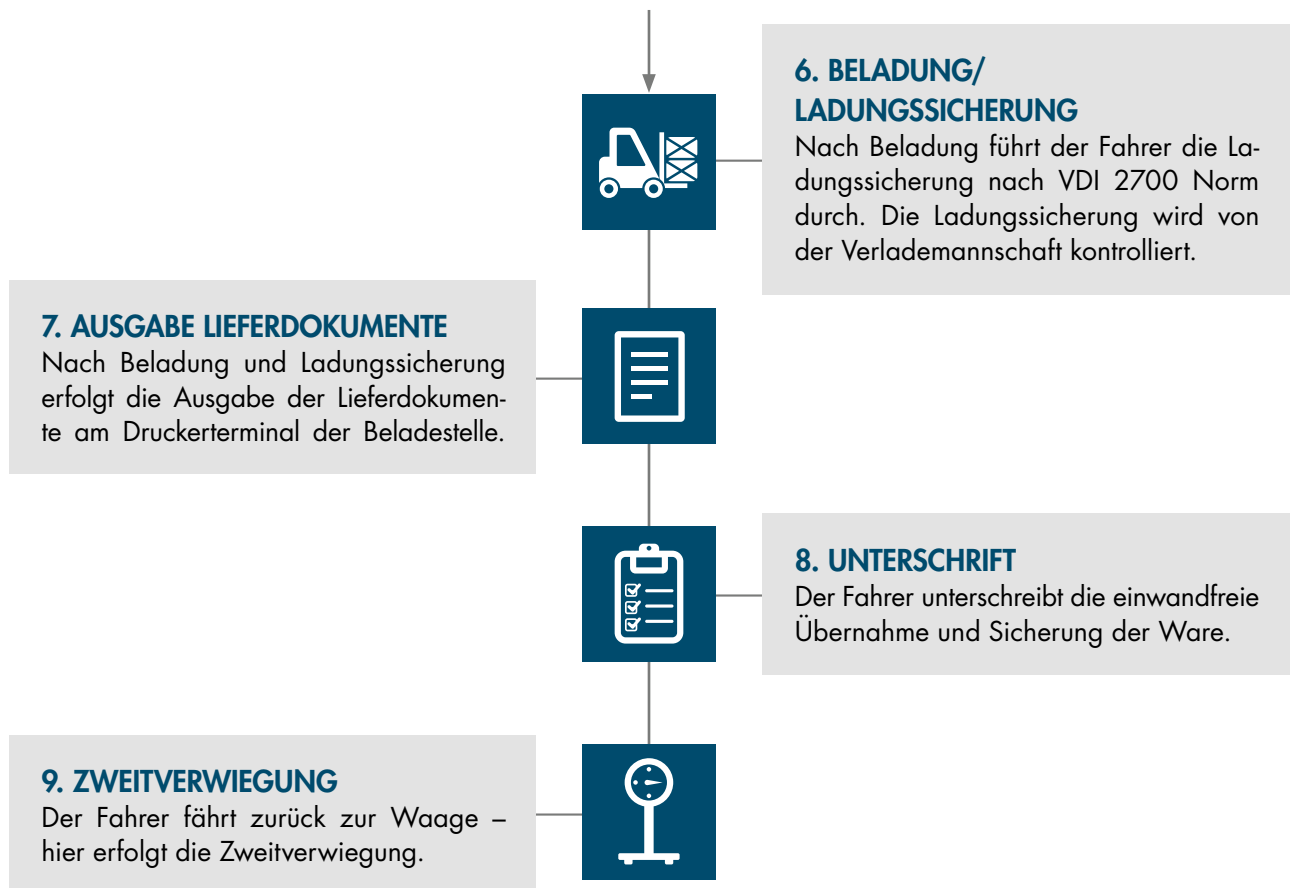 6. BELADUNG/
LADUNGSSICHERUNG
Nach Beladung führt der Fahrer die La-
dungssicherung nach VDI 2700 Norm
durch. Die Ladungssicherung wird von
der Verlademannschaft kontrolliert.
7. AUSGABE LIEFERDOKUMENTE
Nach Beladung und Ladungssicherung
erfolgt die Ausgabe der Lieferdokumen-
te am Druckerterminal der Beladestelle.
8. UNTERSCHRIFT
Der Fahrer unterschreibt die einwandfreie
Übernahme und Sicherung der Ware.
9. ZWEITVERWIEGUNG
Der Fahrer fährt zurück zur Waage –
hier erfolgt die Zweitverwiegung.